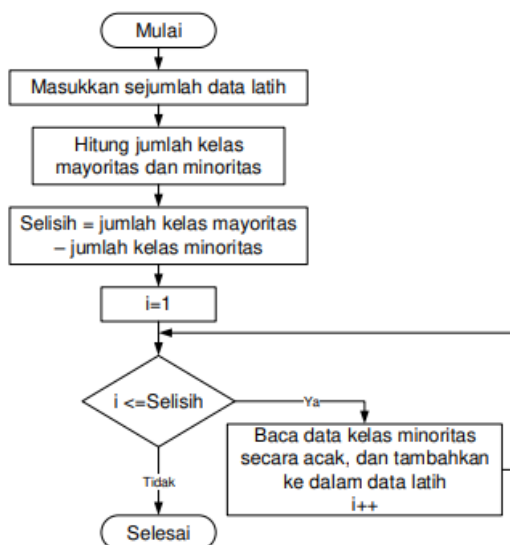 Mulai
Masukkan sejumlah data latih
Hitung jumlah kelas
mayoritas dan minoritas
Selisih = jumlah kelas mayoritas
– jumlah kelas minoritas
i=1
i <=Selisih
Ya
Baca data kelas minoritas
secara acak, dan tambahkan
ke dalam data latih
i++
Tidak
Selesai